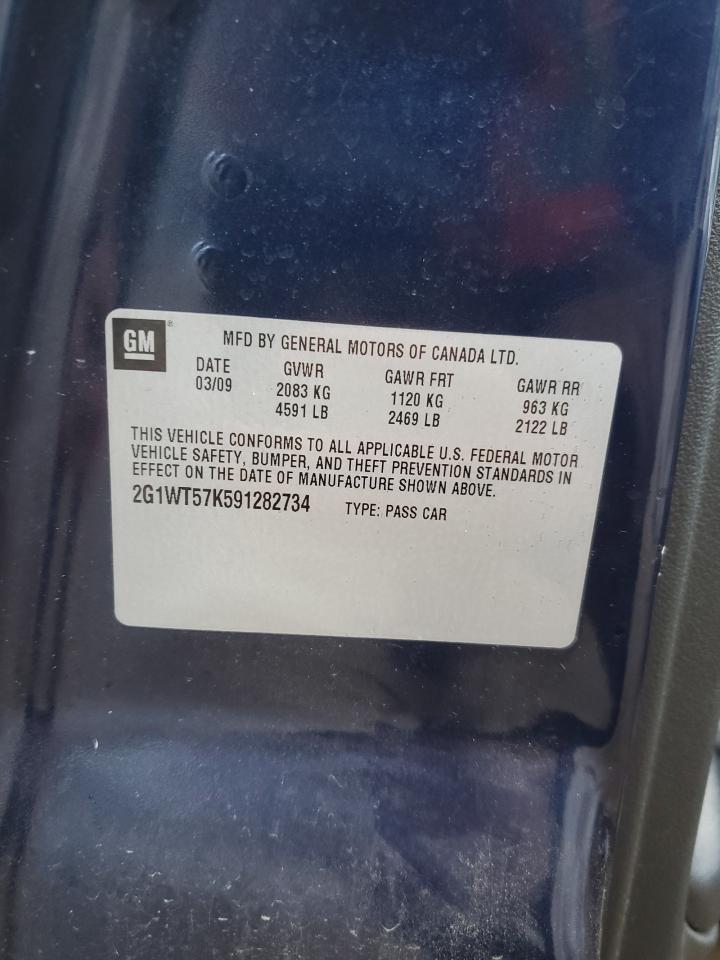 GM
®
MFD BY GENERAL MOTORS OF CANADA LTD.
DATE GVWR GAWR FRT GAWR RR
03/09 2083 KG 1120 KG 963 KG
4591 LB 2469 LB 2122 LB
THIS VEHICLE CONFORMS TO ALL APPLICABLE U.S. FEDERAL MOTOR
VEHICLE SAFETY, BUMPER, AND THEFT PREVENTION STANDARDS IN
EFFECT ON THE DATE OF MANUFACTURE SHOWN ABOVE.
2G1WT57K591282734 TYPE: PASS CAR